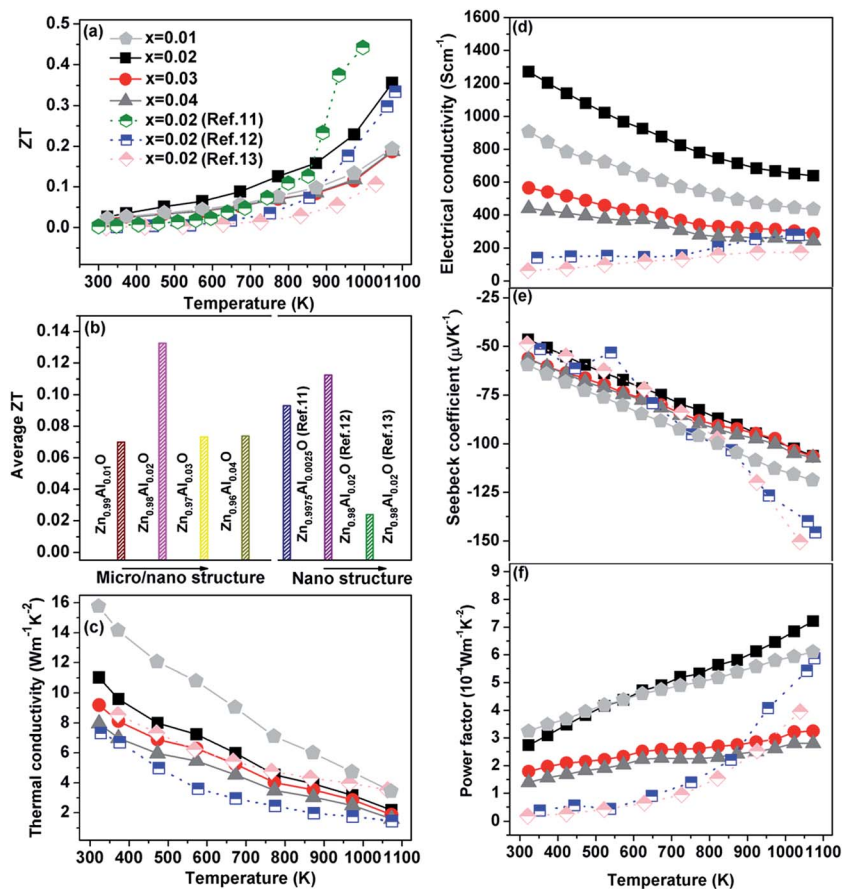 (a)
x=0.01
x=0.02
x=0.03
x=0.04
x=0.02 (Ref.11)
x=0.02 (Ref.12)
x=0.02 (Ref.13)
ZT
0.5
0.4
0.3
0.2
0.1
0.0
300 400 500 600 700 800 900 1000 1100
Temperature (K)
(b)
Average ZT
0.14
0.12
0.10
0.08
0.06
0.04
0.02
0.00
Zn0.99Al0.01O
Zn0.98Al0.02O
Zn0.97Al0.03O
Zn0.96Al0.04O
Zn0.9975Al0.0025O (Ref.11)
Zn0.98Al0.02O (Ref.12)
Zn0.98Al0.02O (Ref.13)
Micro/nano structure
Nano structure
(c)
Thermal conductivity (Wm-1K-2)
16
14
12
10
8
6
4
2
300 400 500 600 700 800 900 1000 1100
Temperature (K)
(d)
Electrical conductivity (Scm-1)
1600
1400
1200
1000
800
600
400
200
0
(e)
Seebeck coefficient (μVK-1)
-25
-50
-75
-100
-125
-150
(f)
Power factor (10-4Wm-1K-2)
7
6
5
4
3
2
1
0
300 400 500 600 700 800 900 1000 1100
Temperature (K)